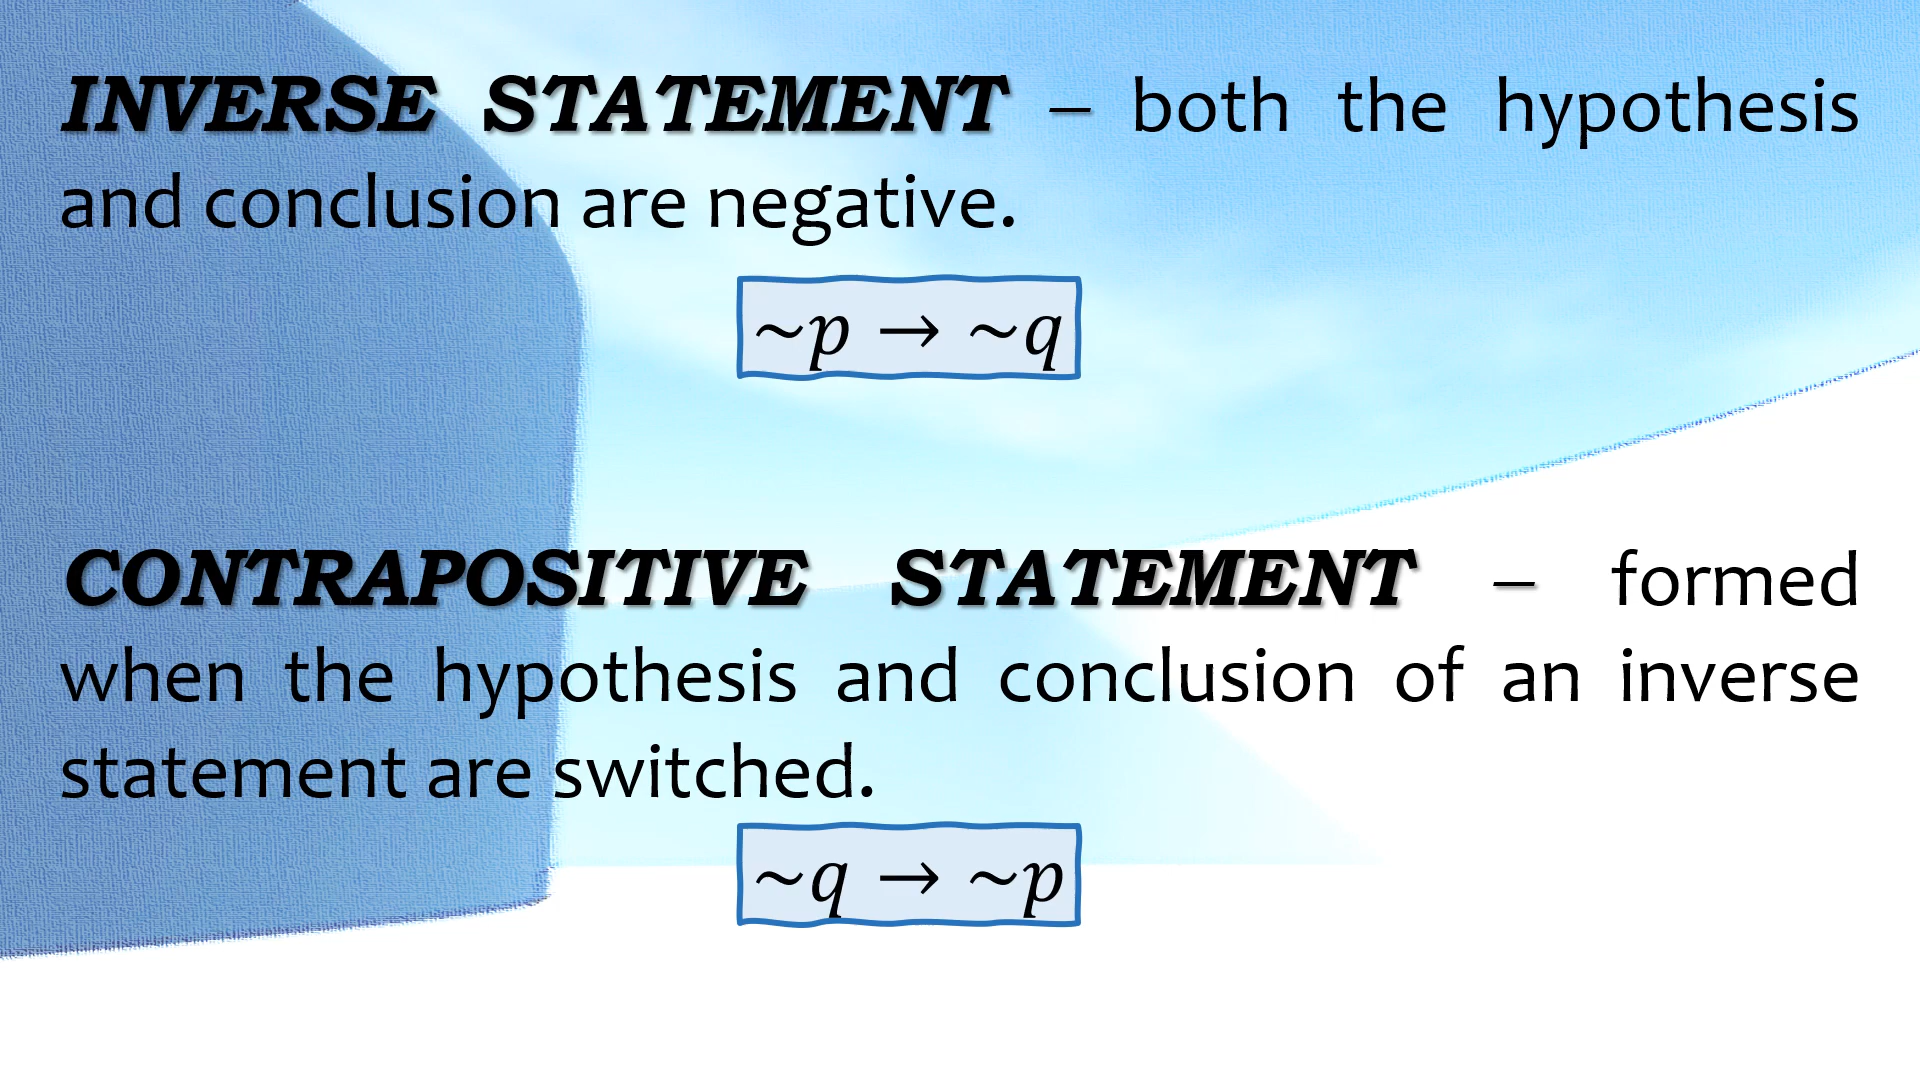 INVERSE STATEMENT – both the hypothesis
and conclusion are negative.
~p → ~q
CONTRAPOSITIVE STATEMENT – formed
when the hypothesis and conclusion of an inverse
statement are switched.
~q → ~p